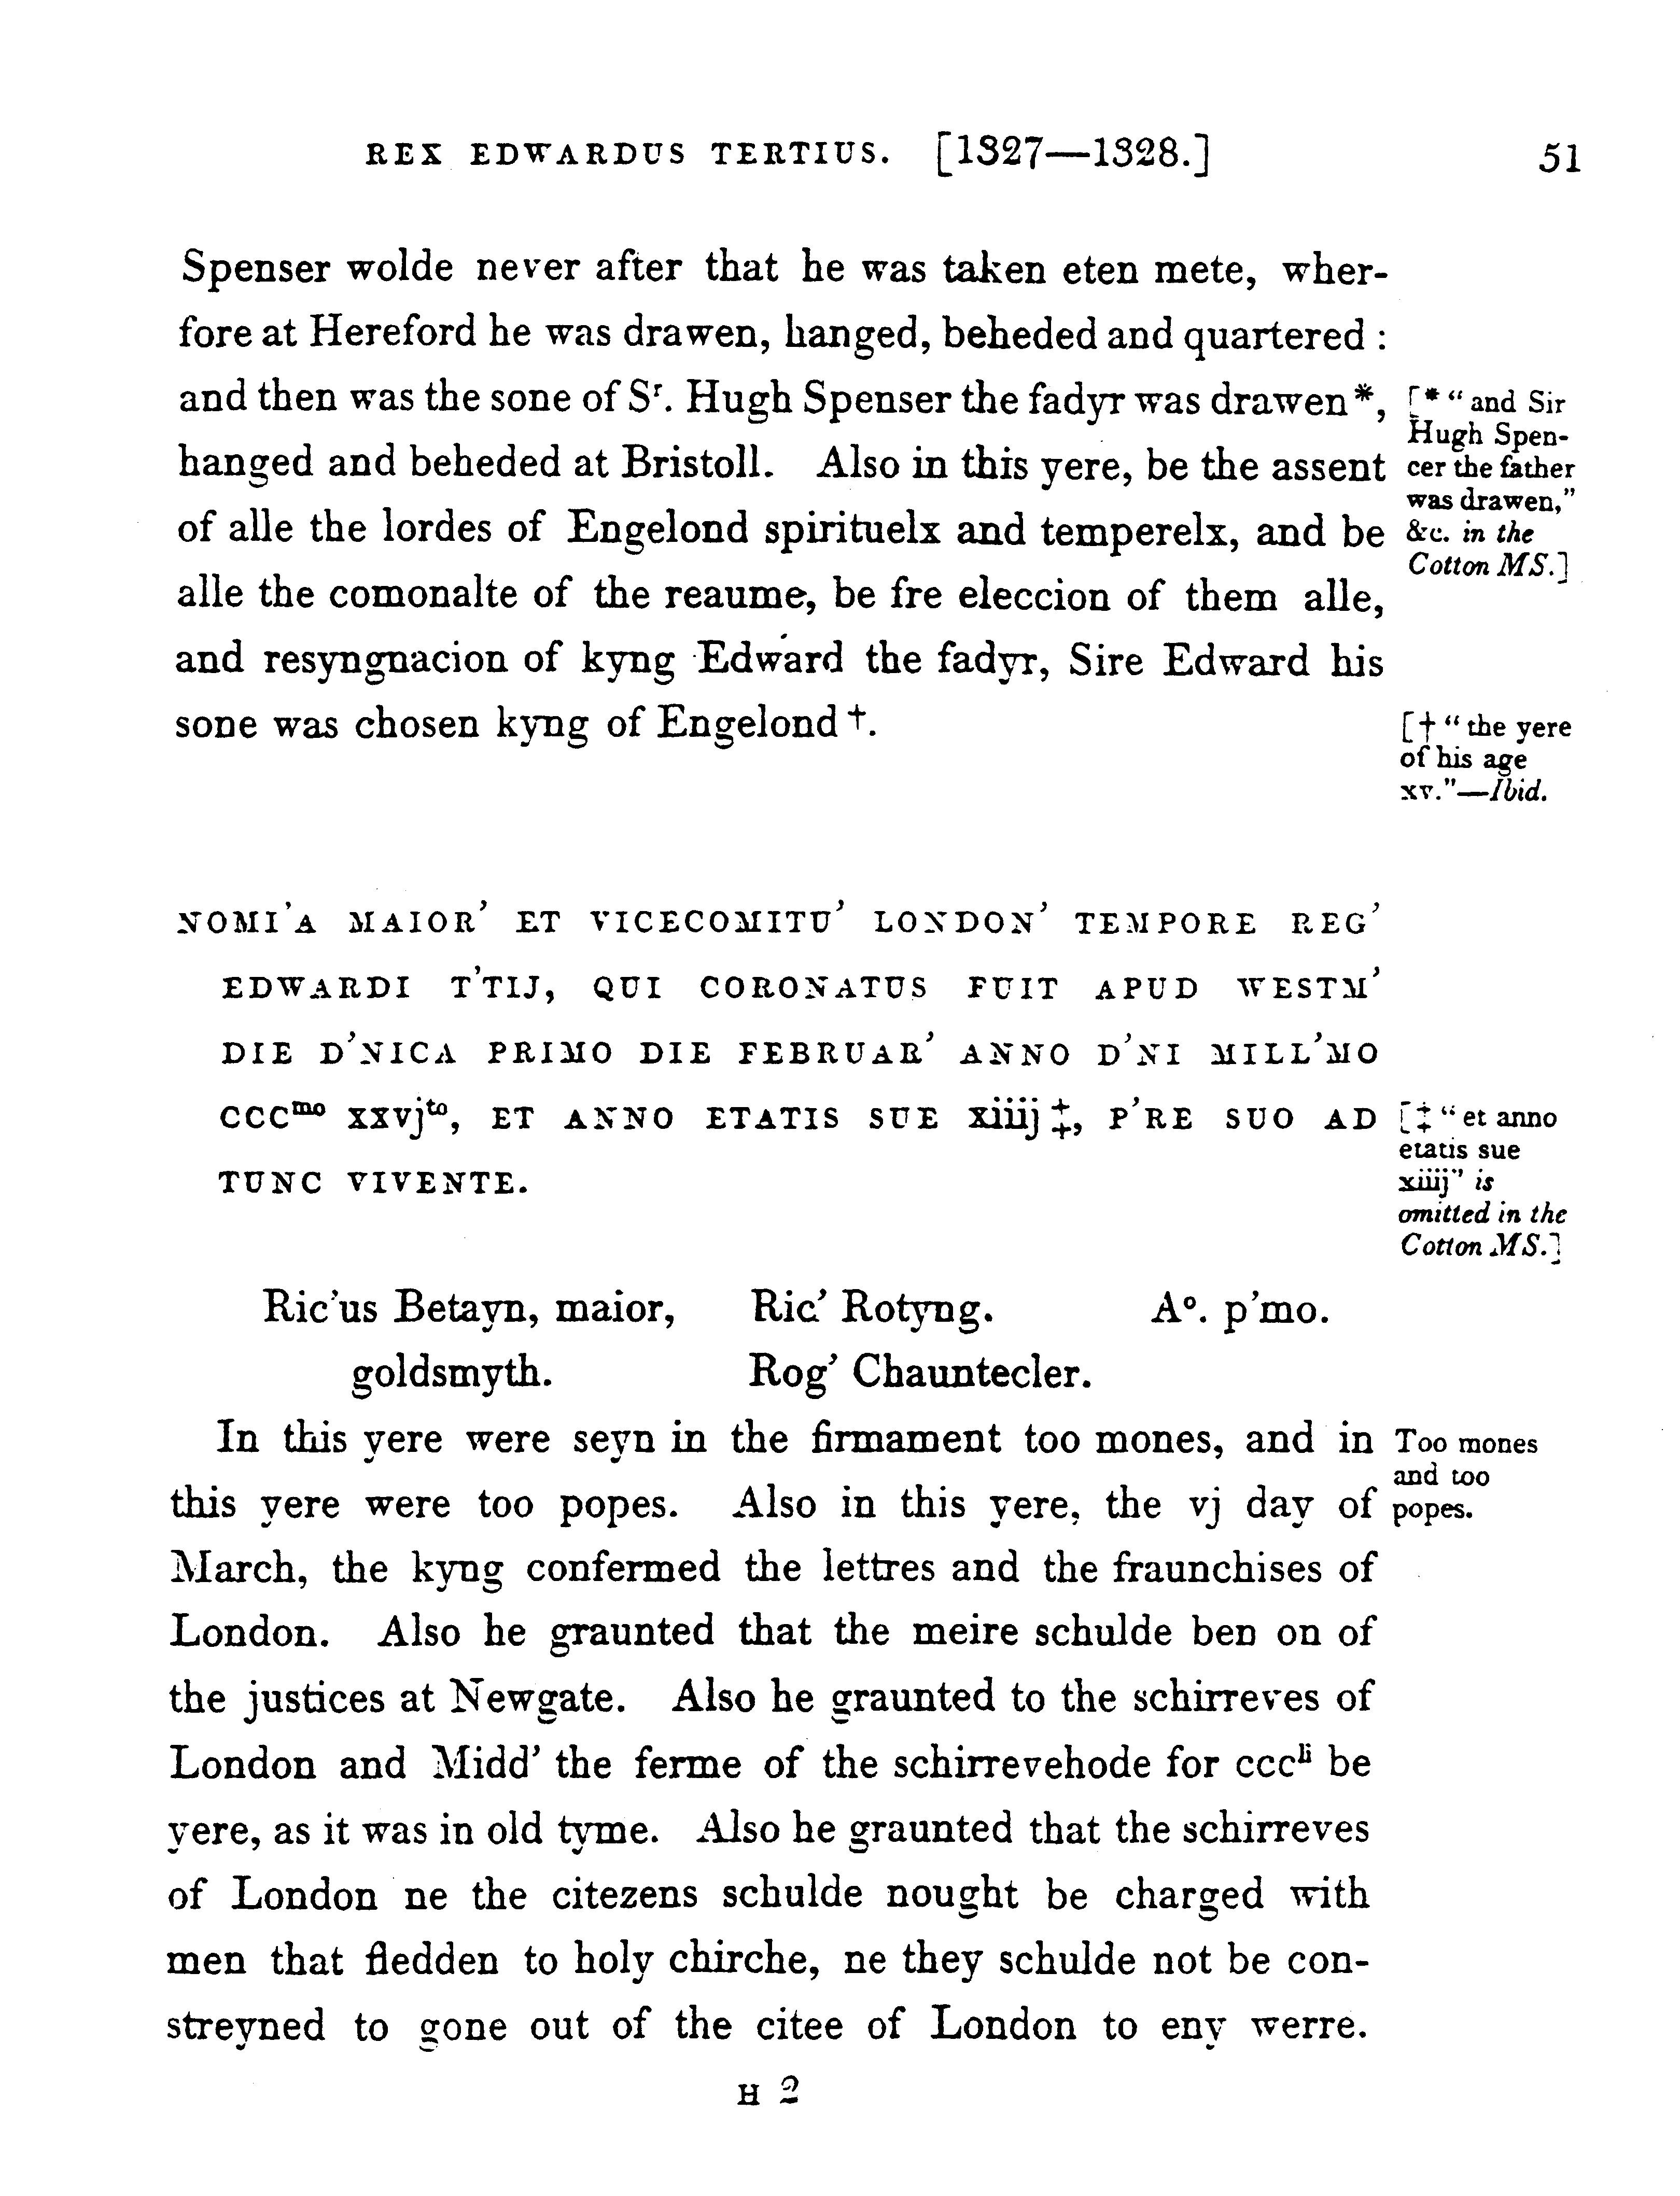 REX EDWARDUS TERTIUS. [1327—1328.] 51
Spenser wolde never after that he was taken eten mete, wher-
fore at Hereford he was drawen, hanged, beheded and quartered :
and then was the sone of Sʳ. Hugh Spenser the fadyr was drawen*,
hanged and beheded at Bristoll. Also in this yere, be the assent
of alle the lordes of Engelond spirituelx and temperelx, and be
alle the comonalte of the reaume, be fre eleccion of them alle,
and resyngnacion of kyng Edward the fadyr, Sire Edward his
sone was chosen kyng of Engelond †.
[* “and Sir
Hugh Spen-
cer the father
was drawen,”
&c. in the
Cotton MS.]
[† “the yere
of his age
xv.”—Ibid.
NOMI’A MAIOR’ ET VICECOMITU’ LONDON’ TEMPORE REG’
EDWARDI T’TIJ, QUI CORONATUS FUIT APUD WESTM’
DIE D’NICA PRIMO DIE FEBRUAR’ ANNO D’NI MILL’MO
CCCᵐᵒ XXVjᵗᵒ, ET ANNO ETATIS SUE xiiij ‡, P’RE SUO AD
TUNC VIVENTE.
[‡ “et anno
etatis sue
xiiij” is
omitted in the
Cotton MS.]
Ric’us Betayn, maior, Ric’ Rotyng. Aº. p’mo.
goldsmyth. Rog’ Chauntecler.
In this yere were seyn in the firmament too mones, and in
this yere were too popes. Also in this yere, the vj day of
March, the kyng confermed the lettres and the fraunchises of
London. Also he graunted that the meire schulde ben on of
the justices at Newgate. Also he graunted to the schirreves of
London and Midd’ the ferme of the schirrevehode for cccˡⁱ be
yere, as it was in old tyme. Also he graunted that the schirreves
of London ne the citezens schulde nought be charged with
men that fledden to holy chirche, ne they schulde not be con-
streyned to gone out of the citee of London to eny werre.
Too mones
and too
popes.
H 2